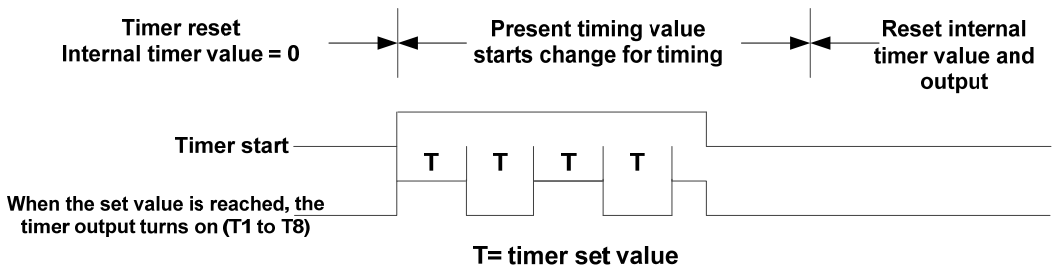 Timer reset
Internal timer value = 0
Present timing value
starts change for timing
Reset internal
timer value and
output
Timer start
T T T T
When the set value is reached, the
timer output turns on (T1 to T8)
T= timer set value